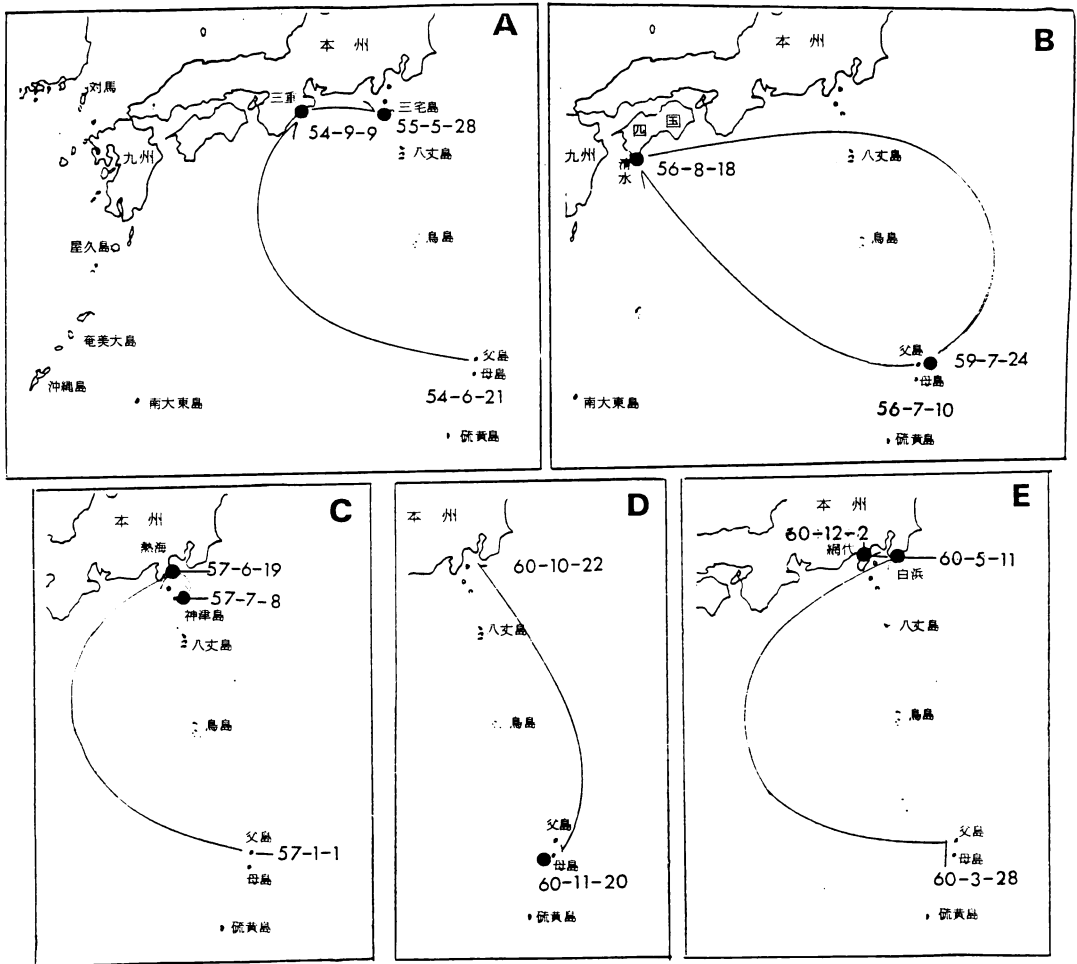 A
本 州
対馬
三重
三宅島
54-9-9
55-5-28
九州
八丈島
屋久島
鳥島
奄美大島
父島
沖縄島
母島
54-6-21
南大東島
硫黄島
B
本 州
四 国
九州
清水
56-8-18
八丈島
鳥島
父島
59-7-24
母島
南大東島
56-7-10
硫黄島
C
本 州
熱海
57-6-19
57-7-8
神津島
八丈島
鳥島
父島
57-1-1
母島
硫黄島
D
本 州
60-10-22
八丈島
鳥島
父島
母島
60-11-20
硫黄島
E
本 州
60-12-2
網代
60-5-11
白浜
八丈島
鳥島
父島
母島
60-3-28
硫黄島